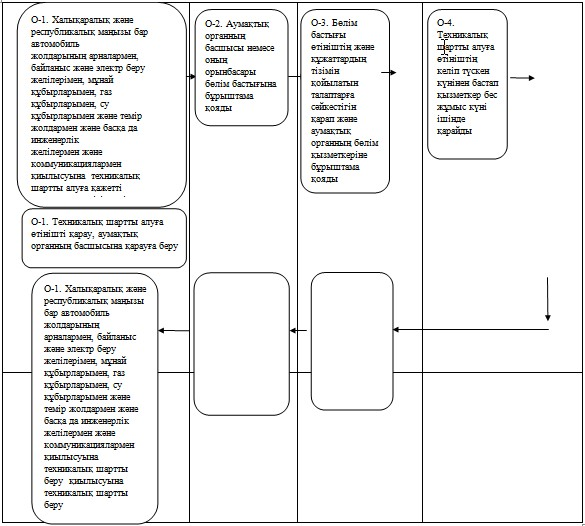 О-1. Халықаралық және
республикалық маңызы бар
автомобиль
жолдарының арналармен,
байланыс және электр беру
желілерімен, мұнай
құбырларымен, газ
құбырларымен, су
құбырларымен және темір
жолдармен және басқа да
инженерлік
желілермен және
коммуникациялармен
қиылысуына техникалық
шартты алуға қажетті
О-1. Техникалық шартты алуға
өтінішті қарау, аумақтық
органның басшысына қарауға беру
О-1. Халықаралық және
республикалық маңызы
бар автомобиль
жолдарының
арналармен, байланыс
және электр беру
желілерімен, мұнай
құбырларымен, газ
құбырларымен, су
құбырларымен және
темір жолдармен және
басқа да инженерлік
желілермен және
коммуникациялармен
қиылысуына
техникалық шартты
беру қиылысуына
техникалық шартты
беру
О-2. Аумақтық
органның
басшысы немесе
оның
орынбасары
бөлім бастығына
бұрыштама
қояды
О-3. Бөлім
бастығы
өтініштің және
құжаттардың
тізімін
қойылатын
талаптарға
сәйкестігін
қарап және
аумақтық
органның бөлім
қызметкеріне
бұрыштама
қояды
О-4.
Техникалық
шартты алуға
өтініштің
келіп түскен
күнінен бастап
қызметкер бес
жұмыс күні
ішінде
қарайды